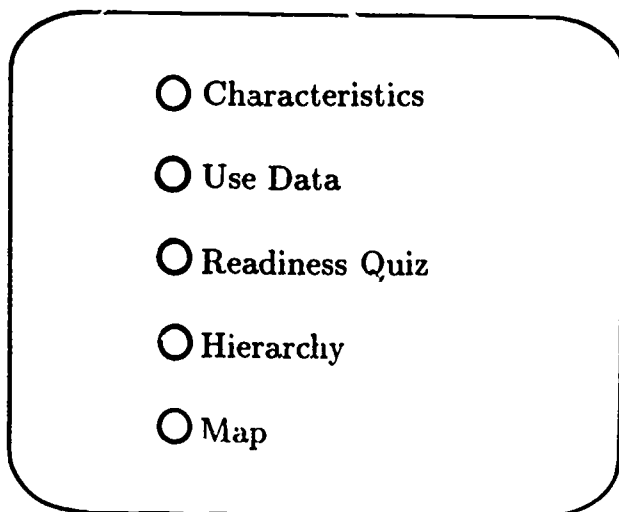 Characteristics
Use Data
Readiness Quiz
Hierarchy
Map